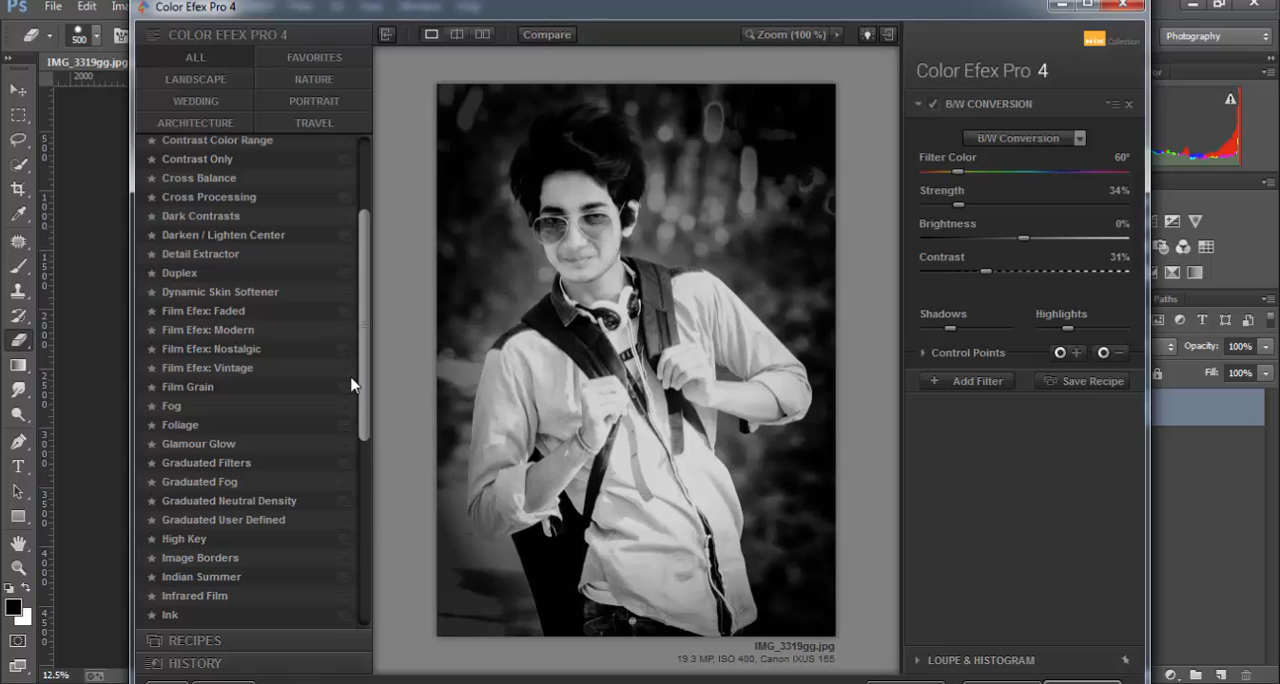 Ps
File
Edit
Color Efex Pro 4
500
IMG_3319gg.jpg
2000
COLOR EFEX PRO 4
ALL
FAVORITES
LANDSCAPE
NATURE
WEDDING
PORTRAIT
ARCHITECTURE
TRAVEL
Contrast Color Range
Contrast Only
Cross Balance
Cross Processing
Dark Contrasts
Darken / Lighten Center
Detail Extractor
Duplex
Dynamic Skin Softener
Film Efex: Faded
Film Efex: Modern
Film Efex: Nostalgic
Film Efex: Vintage
Film Grain
Fog
Foliage
Glamour Glow
Graduated Filters
Graduated Fog
Graduated Neutral Density
Graduated User Defined
High Key
Image Borders
Indian Summer
Infrared Film
Ink
RECIPES
HISTORY
12.5%
Compare
Zoom (100 %)
IMG_3319gg.jpg
19.3 MP, ISO 400, Canon IXUS 155
Nik Collection
Color Efex Pro 4
B/W CONVERSION
B/W Conversion
Filter Color 60°
Strength 34%
Brightness 0%
Contrast 31%
Shadows
Highlights
Control Points
Add Filter
Save Recipe
LOUPE & HISTOGRAM
Photography
Paths
Opacity: 100%
Fill: 100%